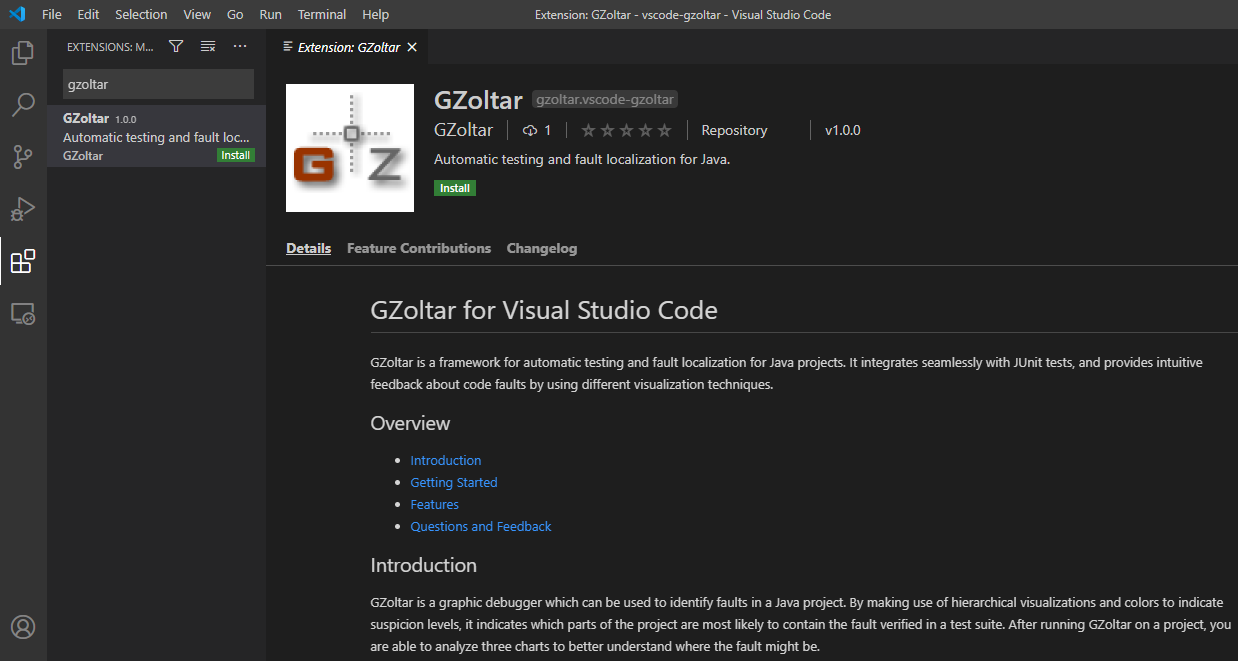 File Edit Selection View Go Run Terminal Help Extension: GZoltar - vscode-gzoltar - Visual Studio Code
EXTENSIONS: M...
gzoltar
GZoltar 1.0.0
Automatic testing and fault loc...
GZoltar Install
Extension: GZoltar
G Z
GZoltar gzoltar.vscode-gzoltar
GZoltar 1 Repository v1.0.0
Automatic testing and fault localization for Java.
Install
Details Feature Contributions Changelog
GZoltar for Visual Studio Code
GZoltar is a framework for automatic testing and fault localization for Java projects. It integrates seamlessly with JUnit tests, and provides intuitive
feedback about code faults by using different visualization techniques.
Overview
Introduction
Getting Started
Features
Questions and Feedback
Introduction
GZoltar is a graphic debugger which can be used to identify faults in a Java project. By making use of hierarchical visualizations and colors to indicate
suspicion levels, it indicates which parts of the project are most likely to contain the fault verified in a test suite. After running GZoltar on a project, you
are able to analyze three charts to better understand where the fault might be.